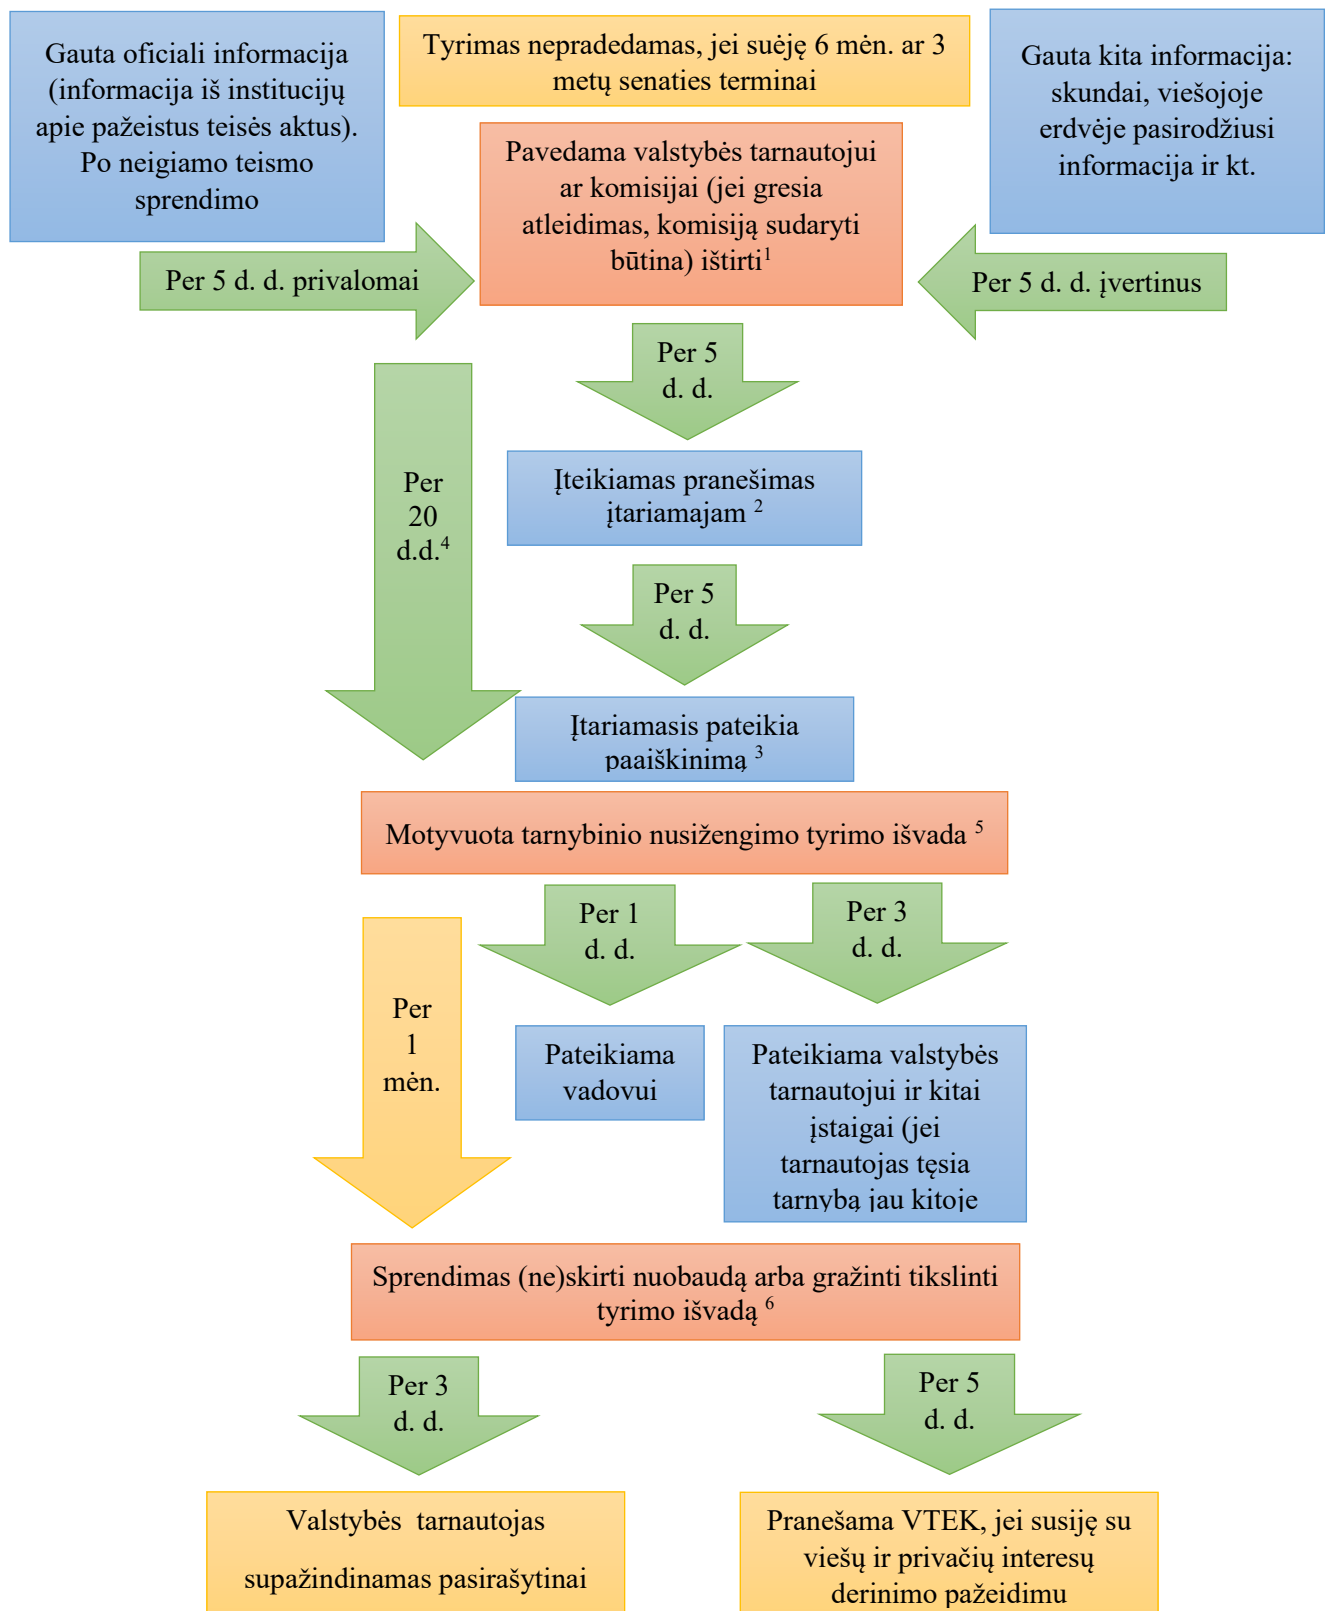 Gauta oficiali informacija
(informacija iš institucijų
apie pažeistus teisės aktus).
Po neigiamo teismo
sprendimo
Tyrimas nepradedamas, jei suėję 6 mėn. ar 3
metų senaties terminai
Gauta kita informacija:
skundai, viešojoje
erdvėje pasirodžiusi
informacija ir kt.
Pavedama valstybės tarnautojui
ar komisijai (jei gresia
atleidimas, komisiją sudaryti
būtina) ištirti¹
Per 5 d. d. privalomai
Per 5 d. d. įvertinus
Per 5
d. d.
Per
20
d.d.⁴
Įteikiamas pranešimas
įtariamajam ²
Per 5
d. d.
Įtariamasis pateikia
paaiškinimą ³
Motyvuota tarnybinio nusižengimo tyrimo išvada ⁵
Per 1
d. d.
Per 3
d. d.
Per
1
mėn.
Pateikiama
vadovui
Pateikiama valstybės
tarnautojui ir kitai
įstaigai (jei
tarnautojas tęsia
tarnybą jau kitoje
Sprendimas (ne)skirti nuobaudą arba gražinti tikslinti
tyrimo išvadą ⁶
Per 3
d. d.
Per 5
d. d.
Valstybės tarnautojas
supažindinamas pasirašytinai
Pranešama VTEK, jei susiję su
viešų ir privačių interesų
derinimo pažeidimu